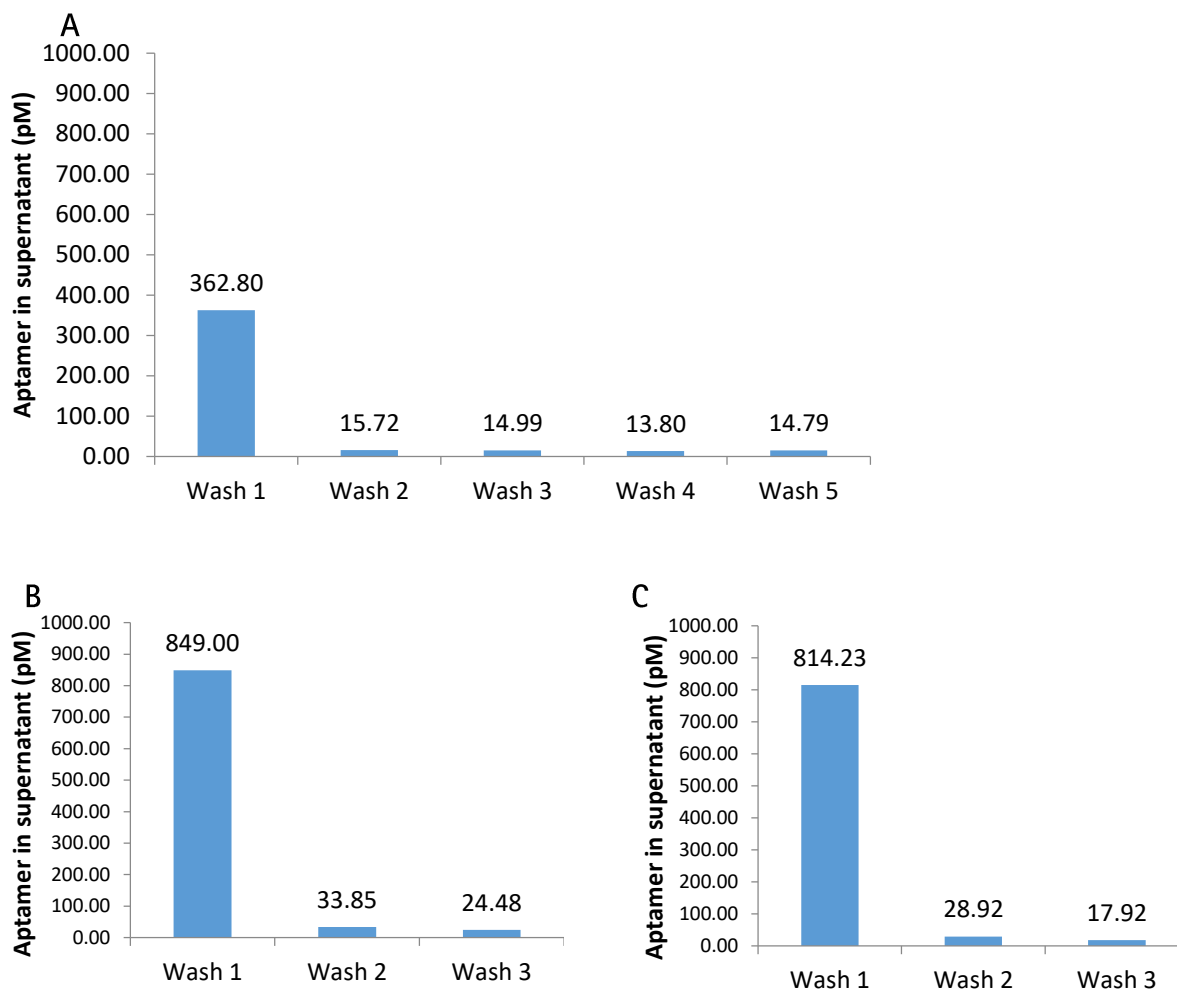 A
Aptamer in supernatant (pM)
1000.00
900.00
800.00
700.00
600.00
500.00
400.00
300.00
200.00
100.00
0.00
362.80
15.72
14.99
13.80
14.79
Wash 1
Wash 2
Wash 3
Wash 4
Wash 5
B
Aptamer in supernatant (pM)
1000.00
900.00
800.00
700.00
600.00
500.00
400.00
300.00
200.00
100.00
0.00
849.00
33.85
24.48
Wash 1
Wash 2
Wash 3
C
Aptamer in supernatant (pM)
1000.00
900.00
800.00
700.00
600.00
500.00
400.00
300.00
200.00
100.00
0.00
814.23
28.92
17.92
Wash 1
Wash 2
Wash 3